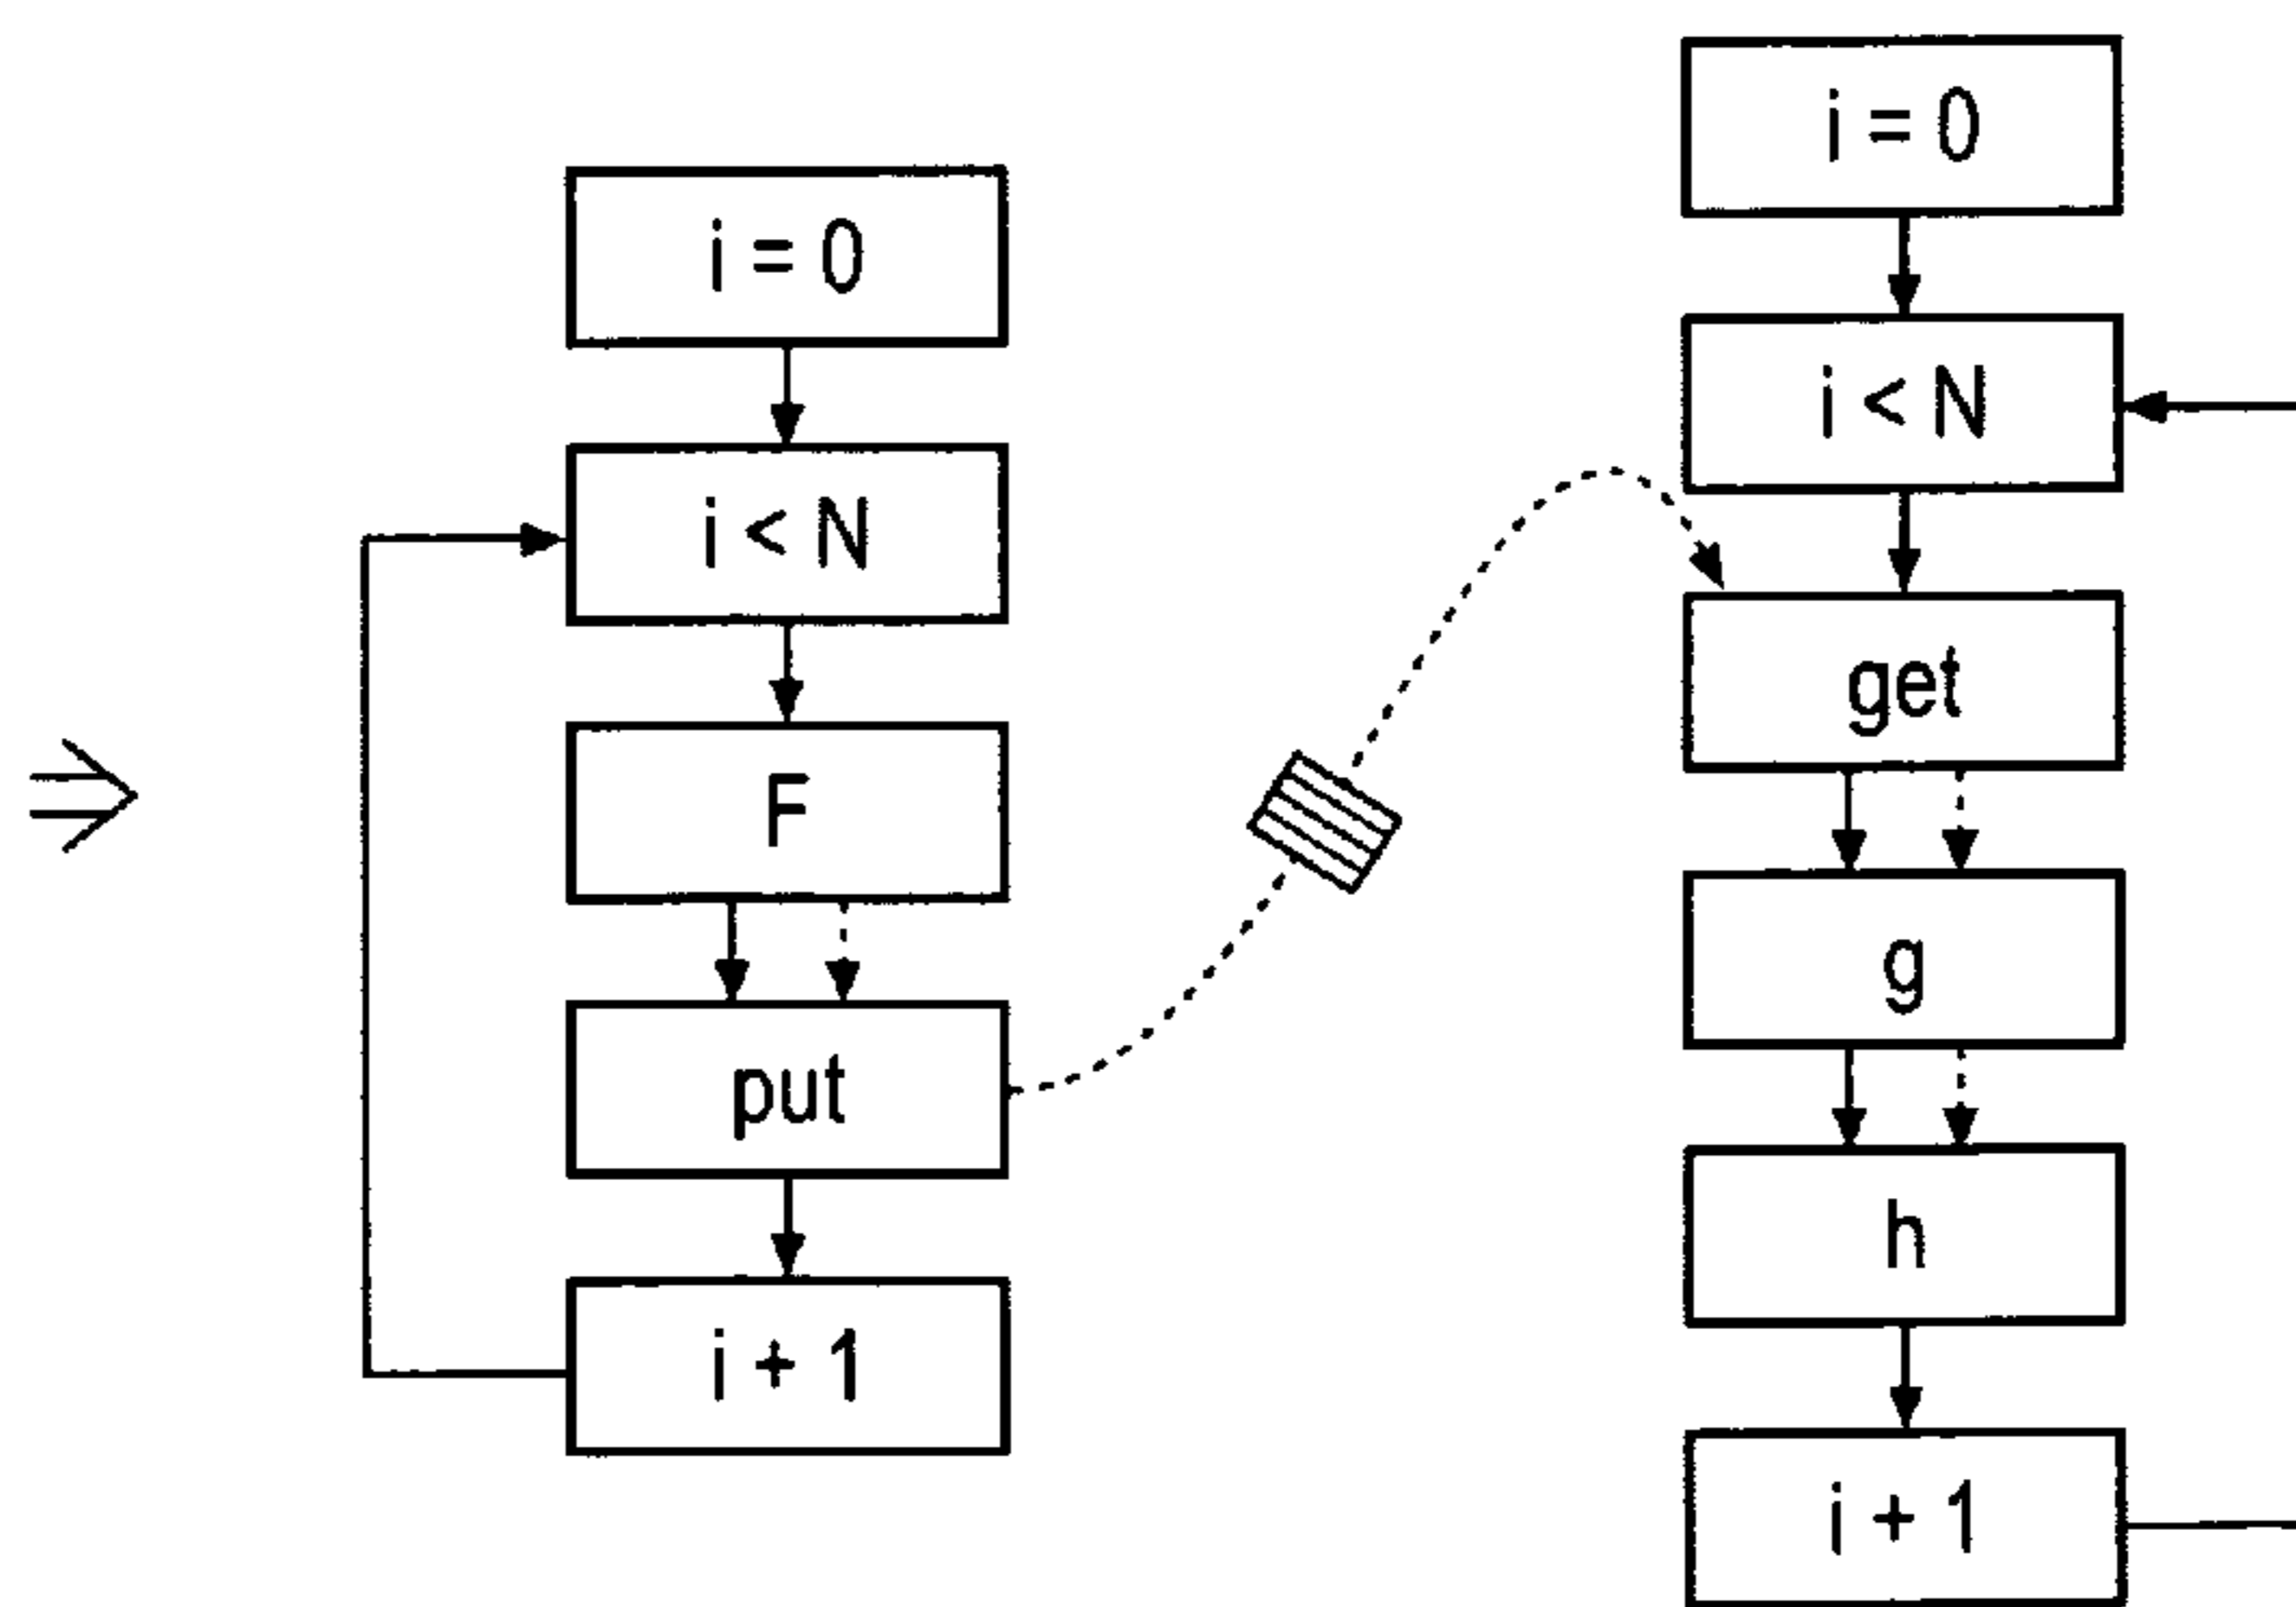 i = 0
i < N
F
put
i + 1
i = 0
i < N
get
g
h
i + 1